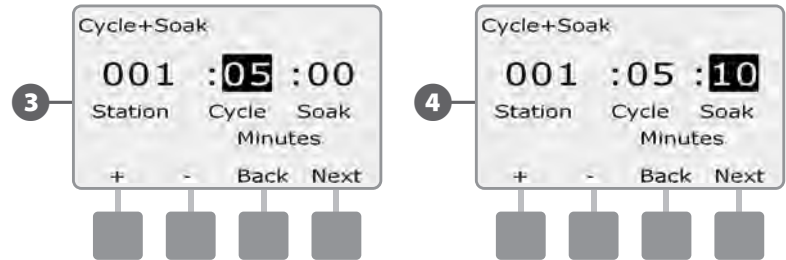 3
Cycle+Soak
001 :05 :00
Station Cycle Soak
Minutes
+ - Back Next
4
Cycle+Soak
001 :05 :10
Station Cycle Soak
Minutes
+ - Back Next